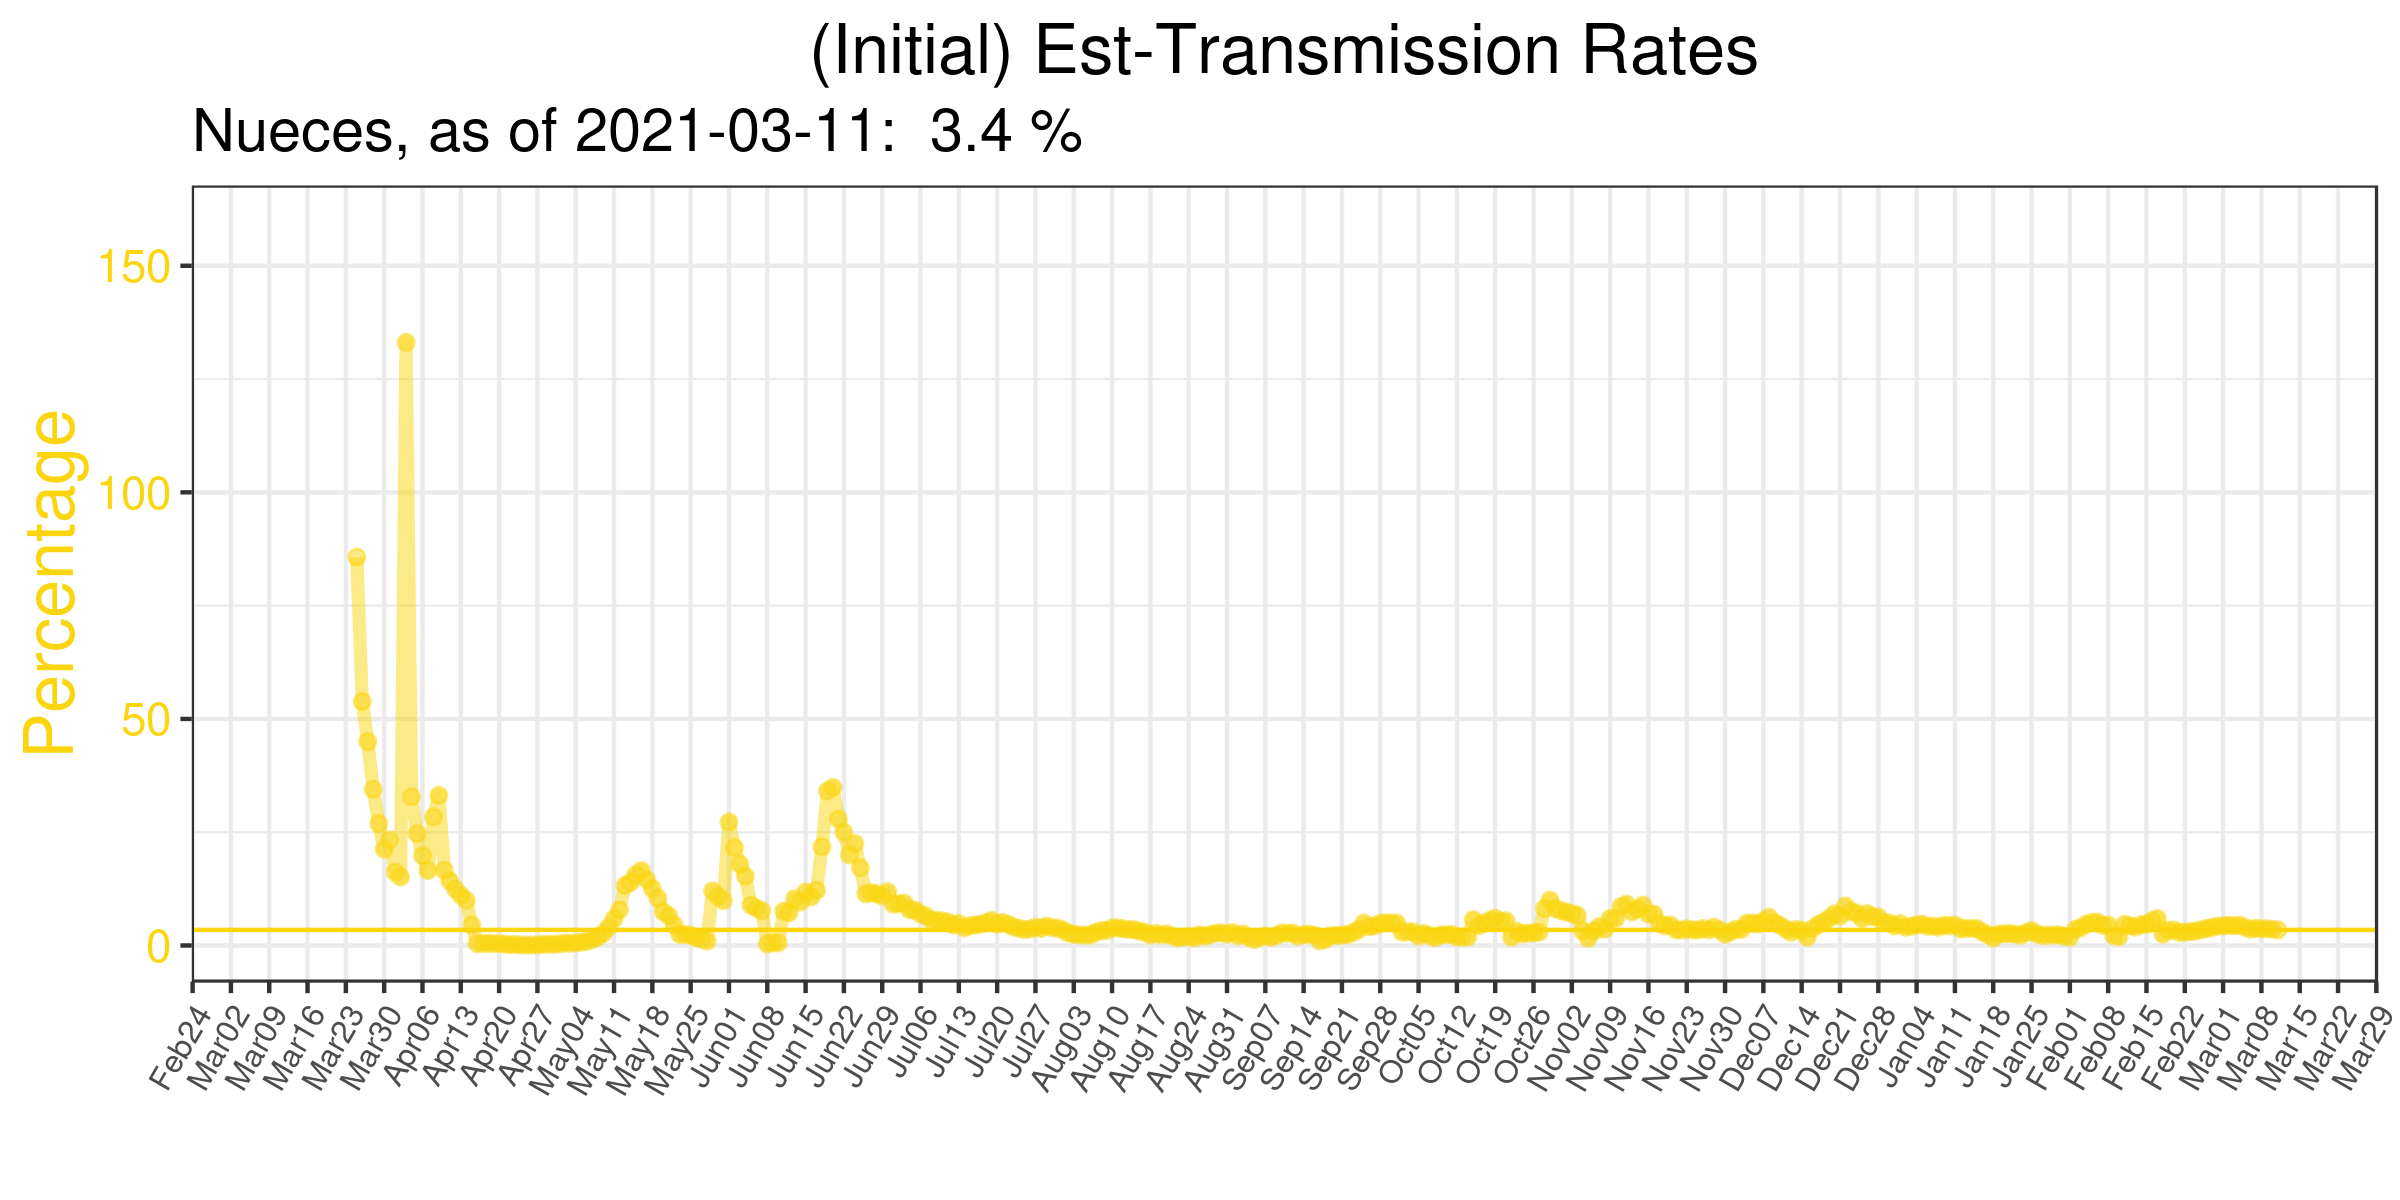 (Initial) Est-Transmission Rates
Nueces, as of 2021-03-11:  3.4 %
Percentage
150
100
50
0
Feb24
Mar02
Mar09
Mar16
Mar23
Mar30
Apr06
Apr13
Apr20
Apr27
May04
May11
May18
May25
Jun01
Jun08
Jun15
Jun22
Jun29
Jul06
Jul13
Jul20
Jul27
Aug03
Aug10
Aug17
Aug24
Aug31
Sep07
Sep14
Sep21
Sep28
Oct05
Oct12
Oct19
Oct26
Nov02
Nov09
Nov16
Nov23
Nov30
Dec07
Dec14
Dec21
Dec28
Jan04
Jan11
Jan18
Jan25
Feb01
Feb08
Feb15
Feb22
Mar01
Mar08
Mar15
Mar22
Mar29